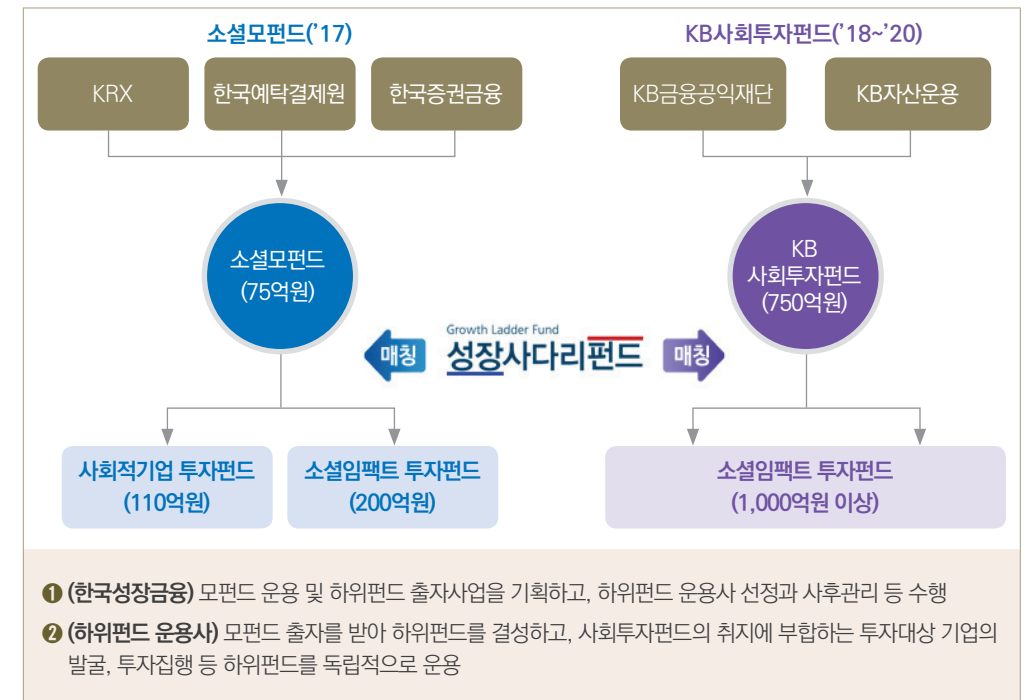 소셜모펀드(’17)
KRX
한국예탁결제원
한국증권금융
소셜모펀드
(75억원)
KB사회투자펀드(’18~’20)
KB금융공익재단
KB자산운용
KB
사회투자펀드
(750억원)
매칭
Growth Ladder Fund
성장사다리펀드
매칭
사회적기업 투자펀드
(110억원)
소셜임팩트 투자펀드
(200억원)
소셜임팩트 투자펀드
(1,000억원 이상)
❶ (한국성장금융) 모펀드 운용 및 하위펀드 출자사업을 기획하고, 하위펀드 운용사 선정과 사후관리 등 수행
❷ (하위펀드 운용사) 모펀드 출자를 받아 하위펀드를 결성하고, 사회투자펀드의 취지에 부합하는 투자대상 기업의
발굴, 투자집행 등 하위펀드를 독립적으로 운용